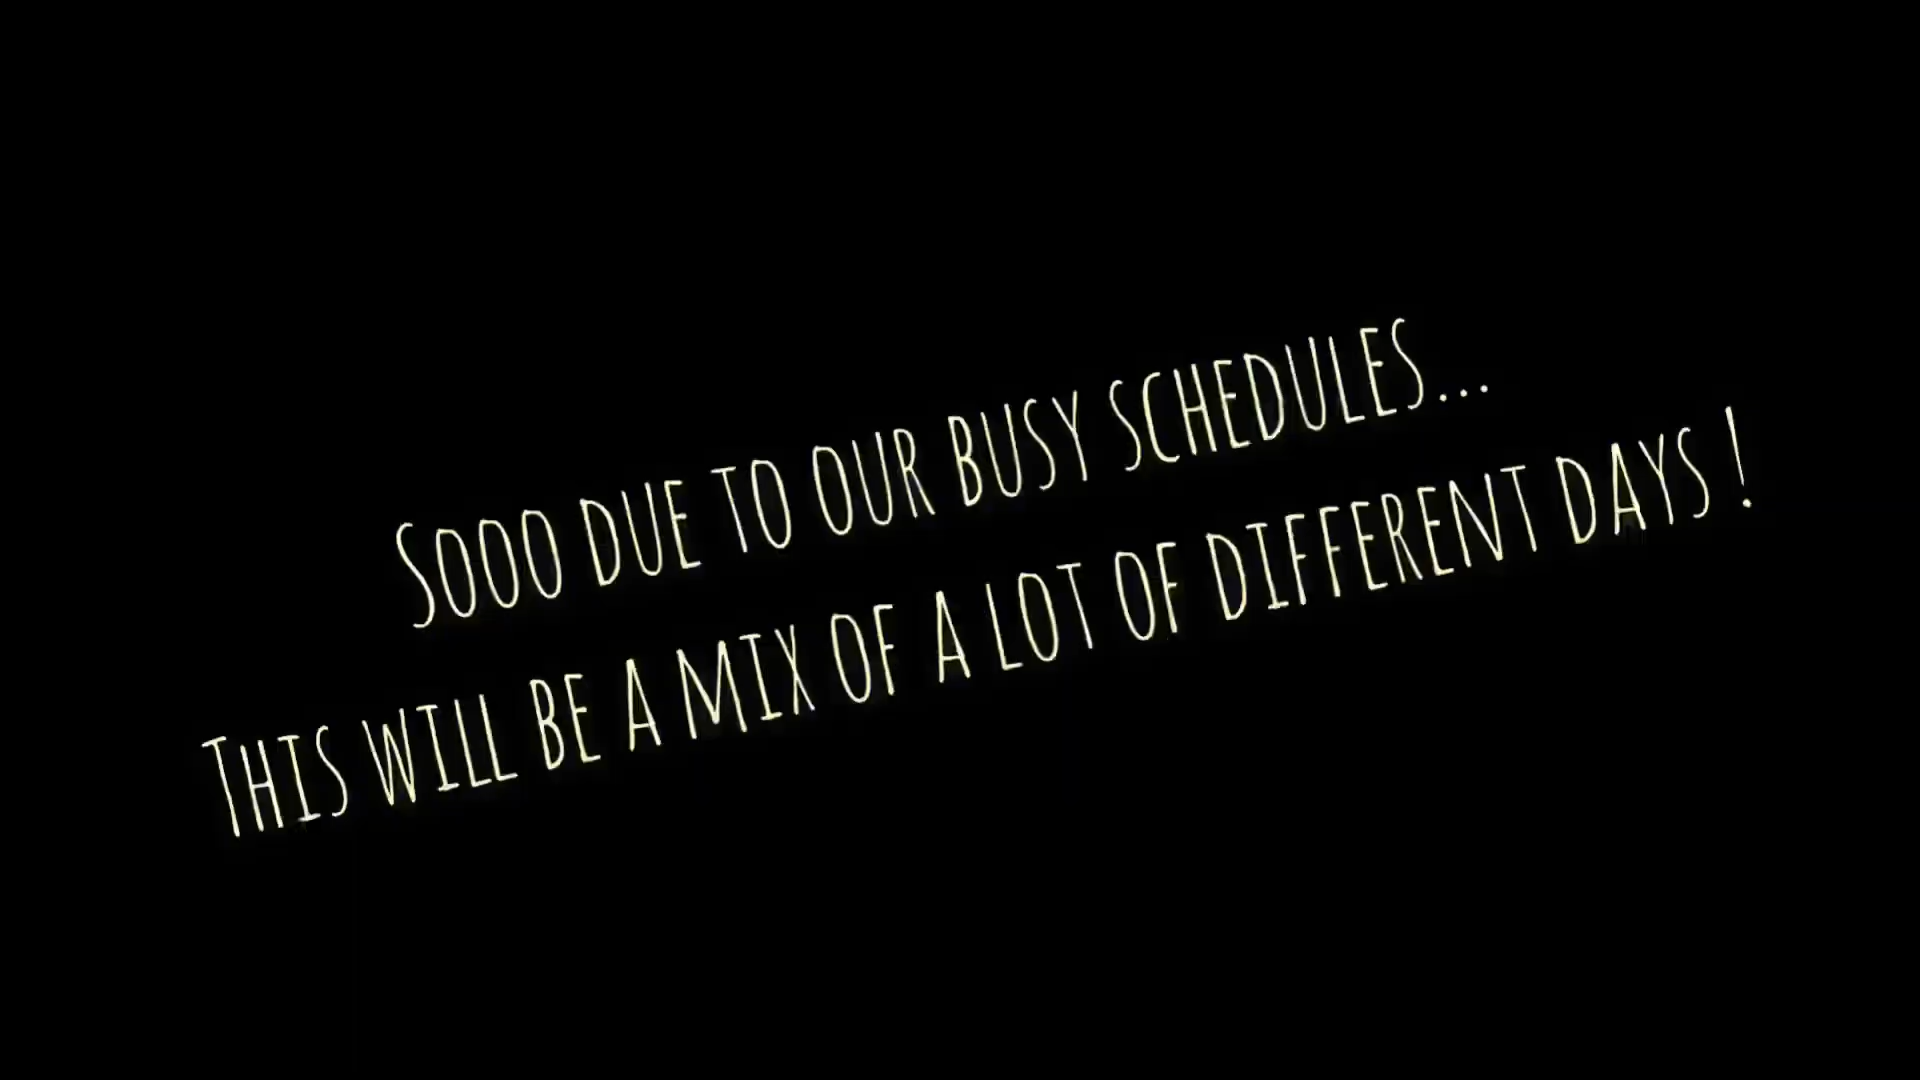 Sooo due to our busy schedules...
This will be a mix of a lot of different days !